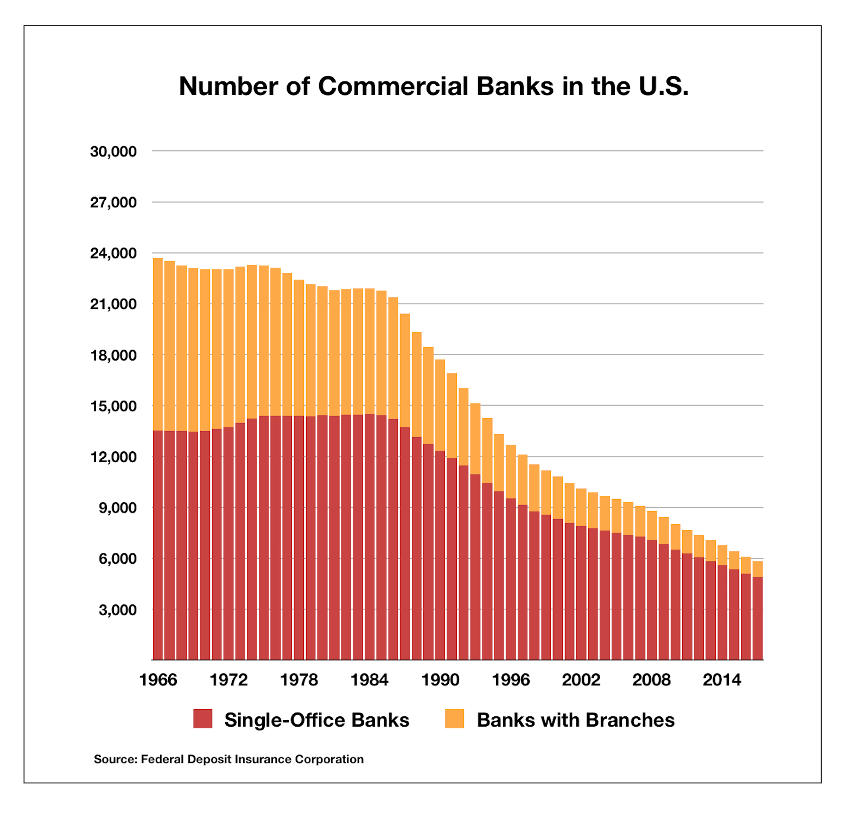 Number of Commercial Banks in the U.S.
30,000
27,000
24,000
21,000
18,000
15,000
12,000
9,000
6,000
3,000
1966 1972 1978 1984 1990 1996 2002 2008 2014
Single-Office Banks Banks with Branches
Source: Federal Deposit Insurance Corporation